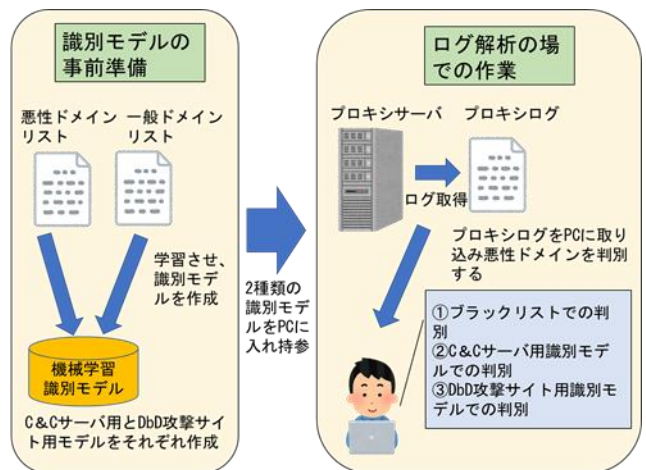 識別モデルの
事前準備
悪性ドメイン
リスト
一般ドメイン
リスト
学習させ、
識別モデル
を作成
機械学習
識別モデル
C&Cサーバ用とDbD攻撃サイ
ト用モデルをそれぞれ作成
2種類の
識別モデ
ルをPCに
入れ持参
ログ解析の場
での作業
プロキシサーバ
プロキシログ
ログ取得
プロキシログをPCに取り
込み悪性ドメインを判別
する
①ブラックリストでの判
別
②C&Cサーバ用識別モデ
ルでの判別
③DbD攻撃サイト用識別モ
デルでの判別